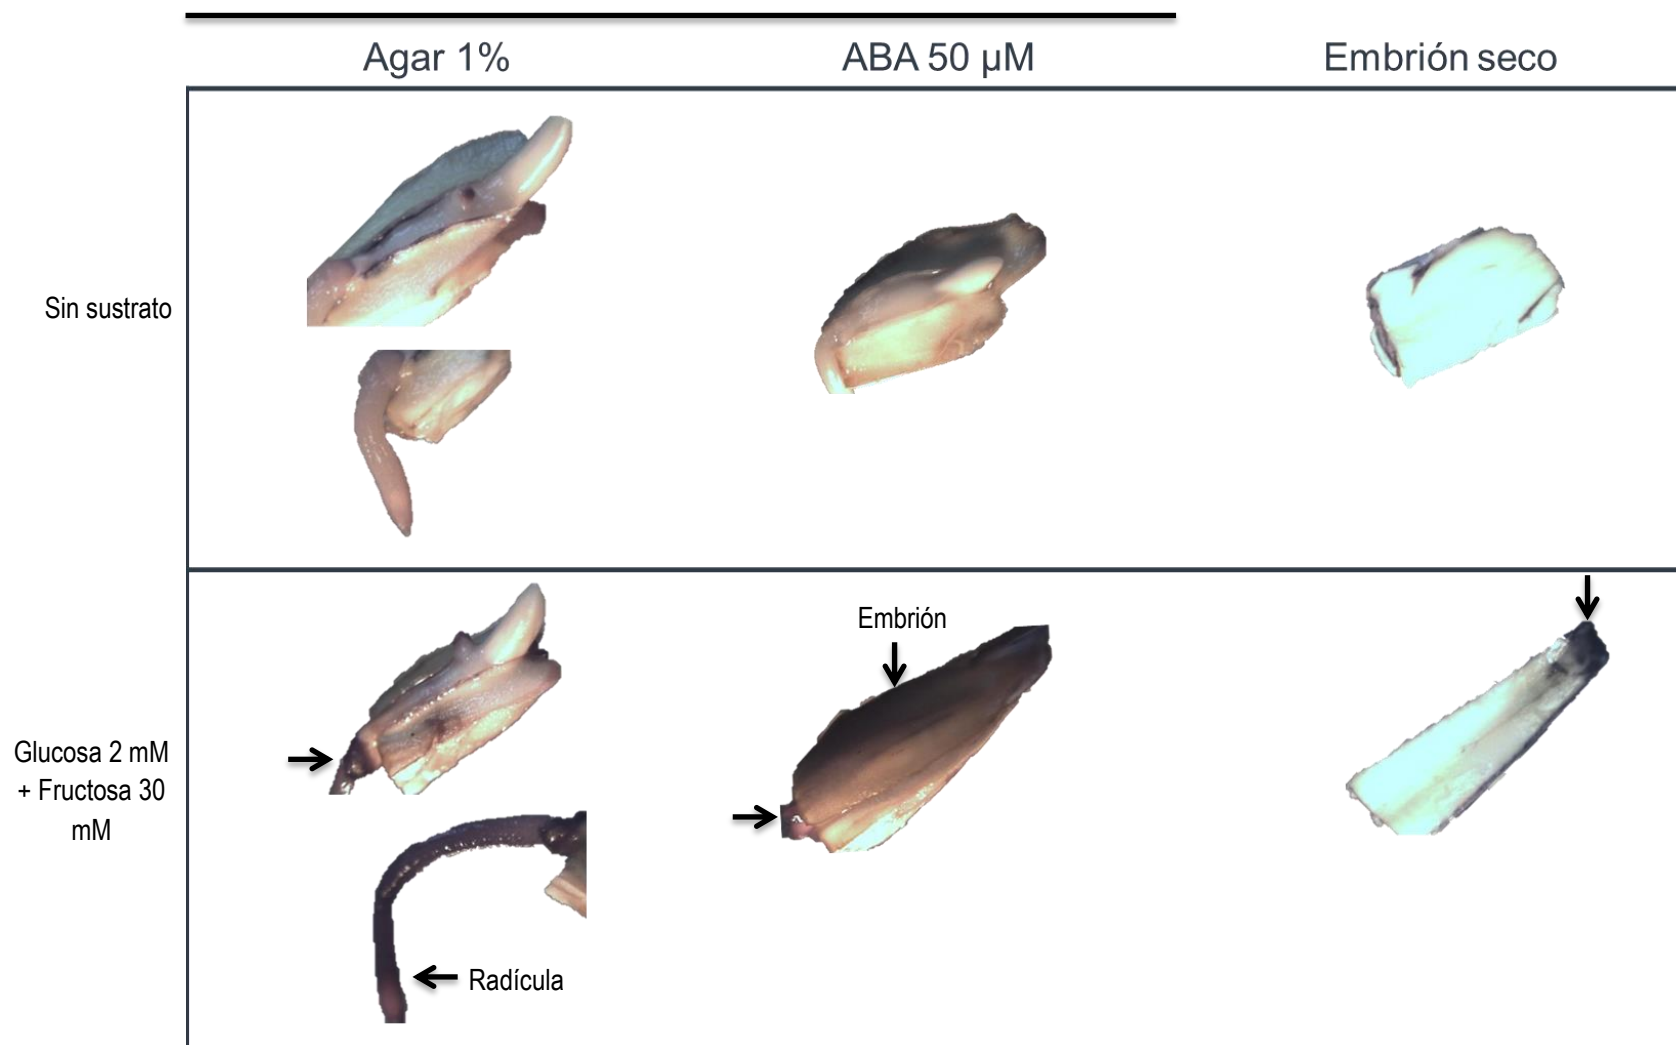 Agar 1%
ABA 50 µM
Embrión seco
Sin sustrato
Embrión
Glucosa 2 mM
+ Fructosa 30
mM
Radícula